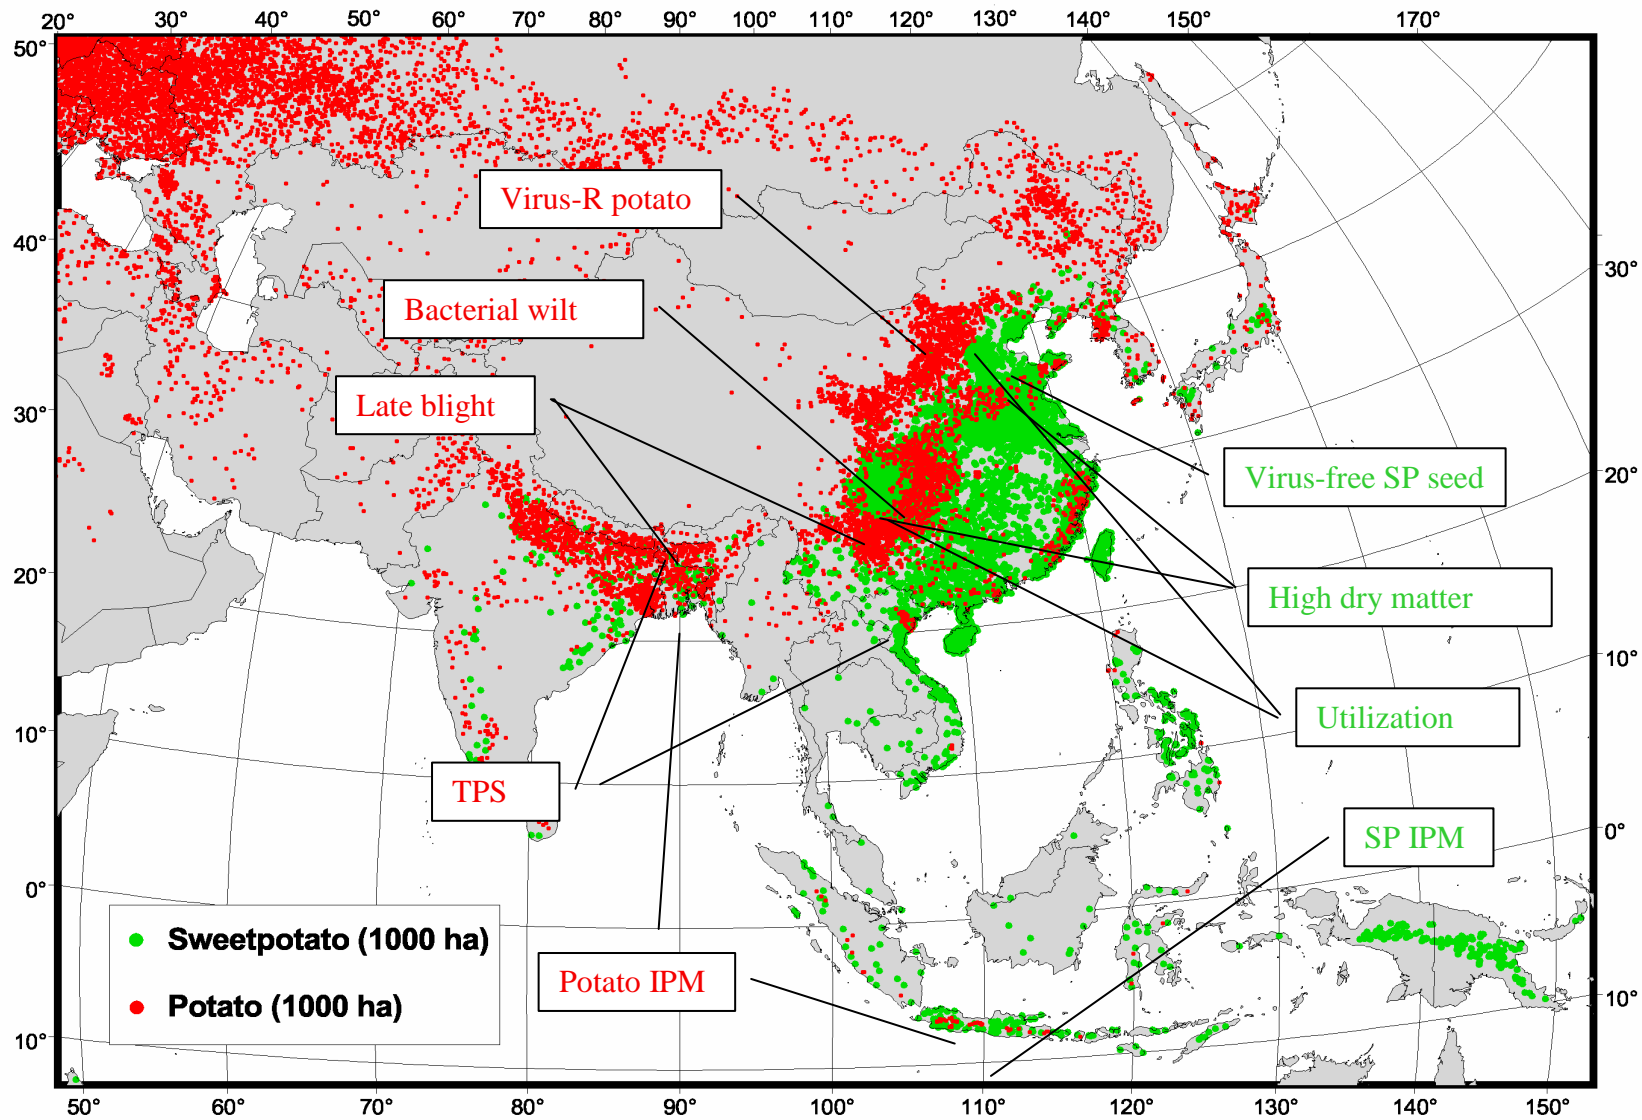 20° 30° 40° 50° 60° 70° 80° 90° 100° 110° 120° 130° 140° 150° 170°
50°
40°
30°
20°
10°
0°
10°
30°
20°
10°
0°
10°
Virus-R potato
Bacterial wilt
Late blight
Virus-free SP seed
High dry matter
Utilization
TPS
SP IPM
Potato IPM
Sweetpotato (1000 ha)
Potato (1000 ha)
50° 60° 70° 80° 90° 100° 110° 120° 130° 140° 150°